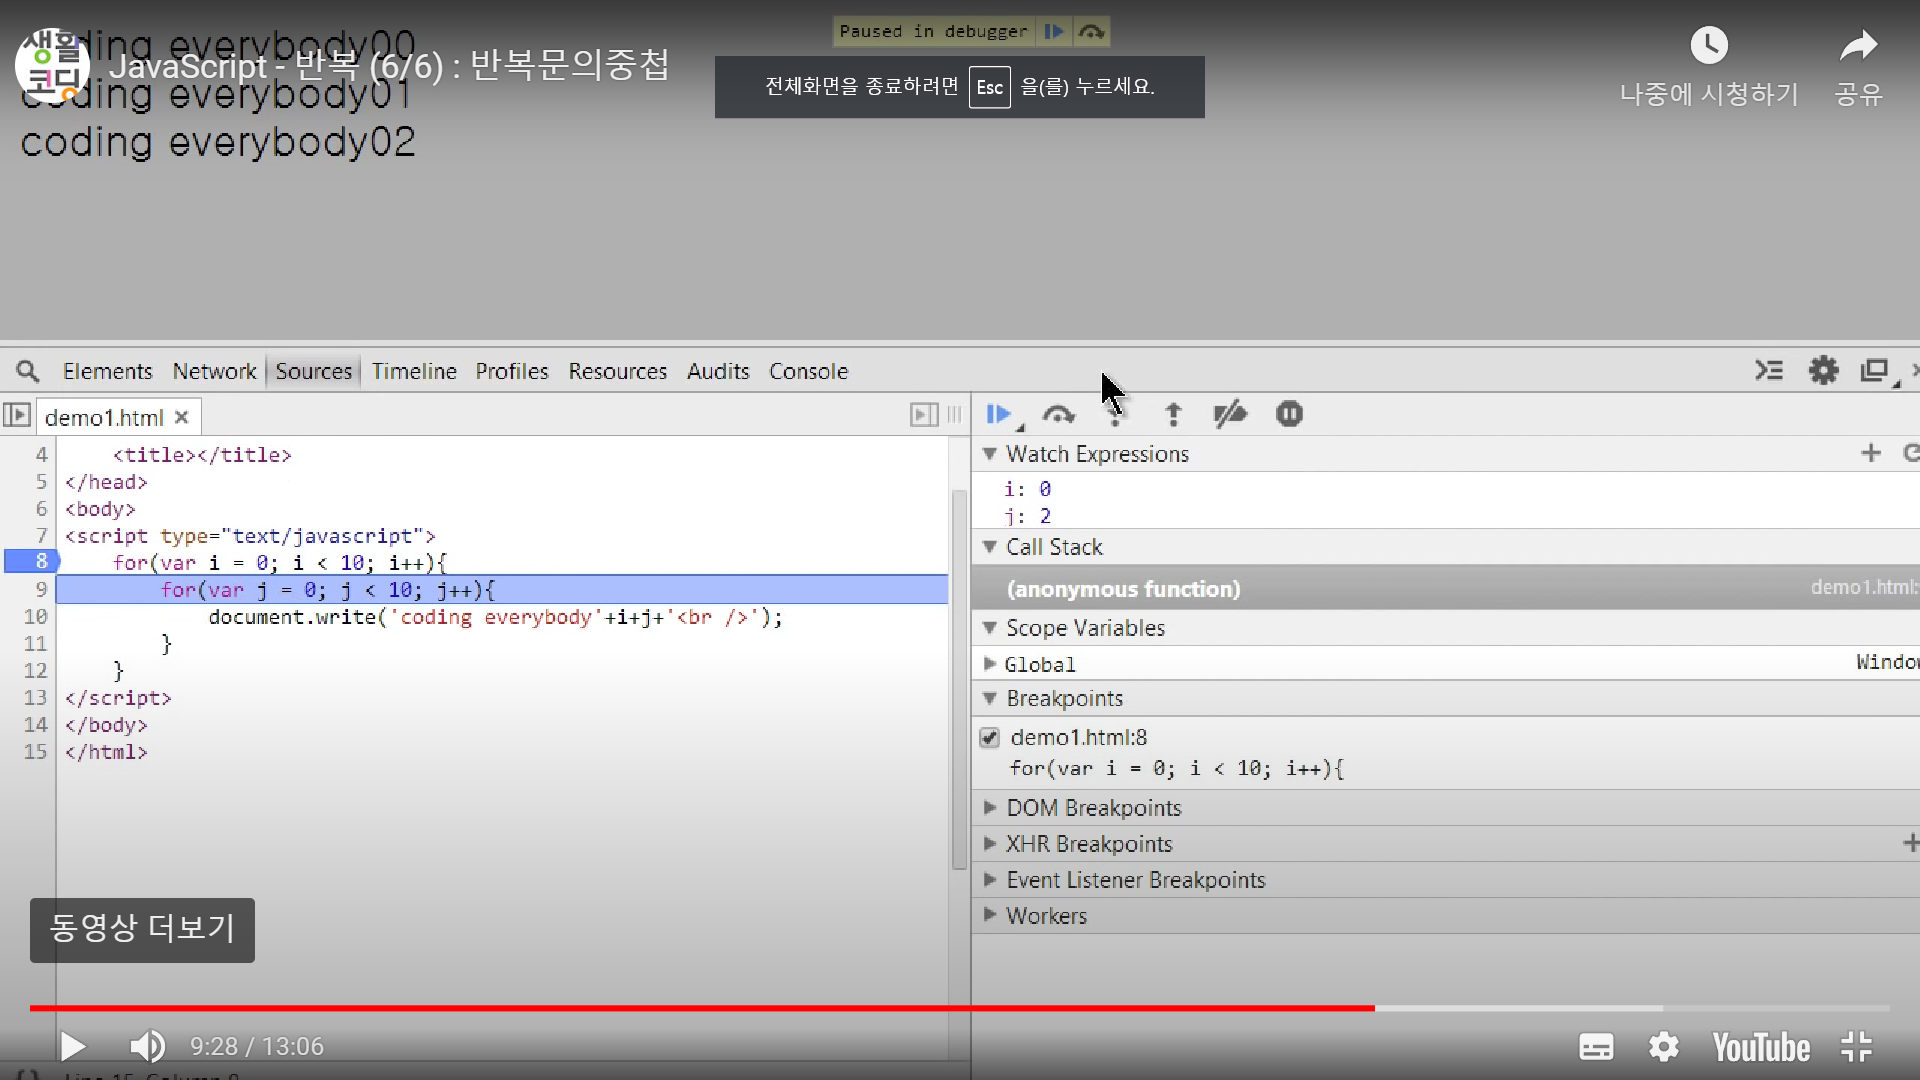 생활
코딩
JavaScript - 반복 (6/6) : 반복문의중첩
coding everybody00
coding everybody01
coding everybody02
Paused in debugger
전체화면을 종료하려면 Esc 을(를) 누르세요.
나중에 시청하기
공유
Elements Network Sources Timeline Profiles Resources Audits Console
demo1.html
4 <title></title>
5 </head>
6 <body>
7 <script type="text/javascript">
8 for(var i = 0; i < 10; i++){
9 for(var j = 0; j < 10; j++){
10 document.write('coding everybody'+i+j+'<br />');
11 }
12 }
13 </script>
14 </body>
15 </html>
Watch Expressions
i: 0
j: 2
Call Stack
(anonymous function) demo1.html:
Scope Variables
Global Window
Breakpoints
demo1.html:8
for(var i = 0; i < 10; i++){
DOM Breakpoints
XHR Breakpoints
Event Listener Breakpoints
Workers
동영상 더보기
9:28 / 13:06
YouTube